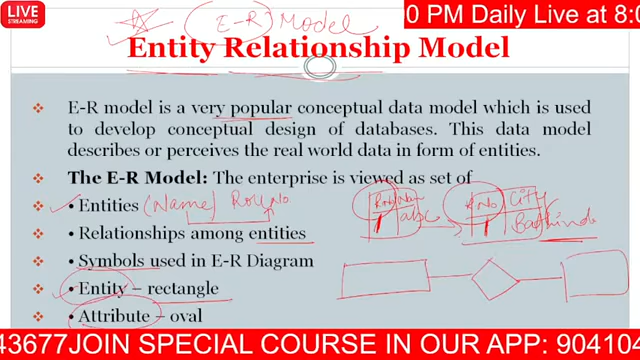 LIVE
STREAMING
(E-R) Model
0 PM Daily Live at 8:0
Entity Relationship Model
E-R model is a very popular conceptual data model which is used
to develop conceptual design of databases. This data model
describes or perceives the real world data in form of entities.
The E-R Model: The enterprise is viewed as set of
• Entities (Name) Roll No
• Relationships among entities
Symbols used in E-R Diagram
• Entity – rectangle
• Attribute – oval
R.No City
1 abc
1 Bathinda
43677JOIN SPECIAL COURSE IN OUR APP: 904104